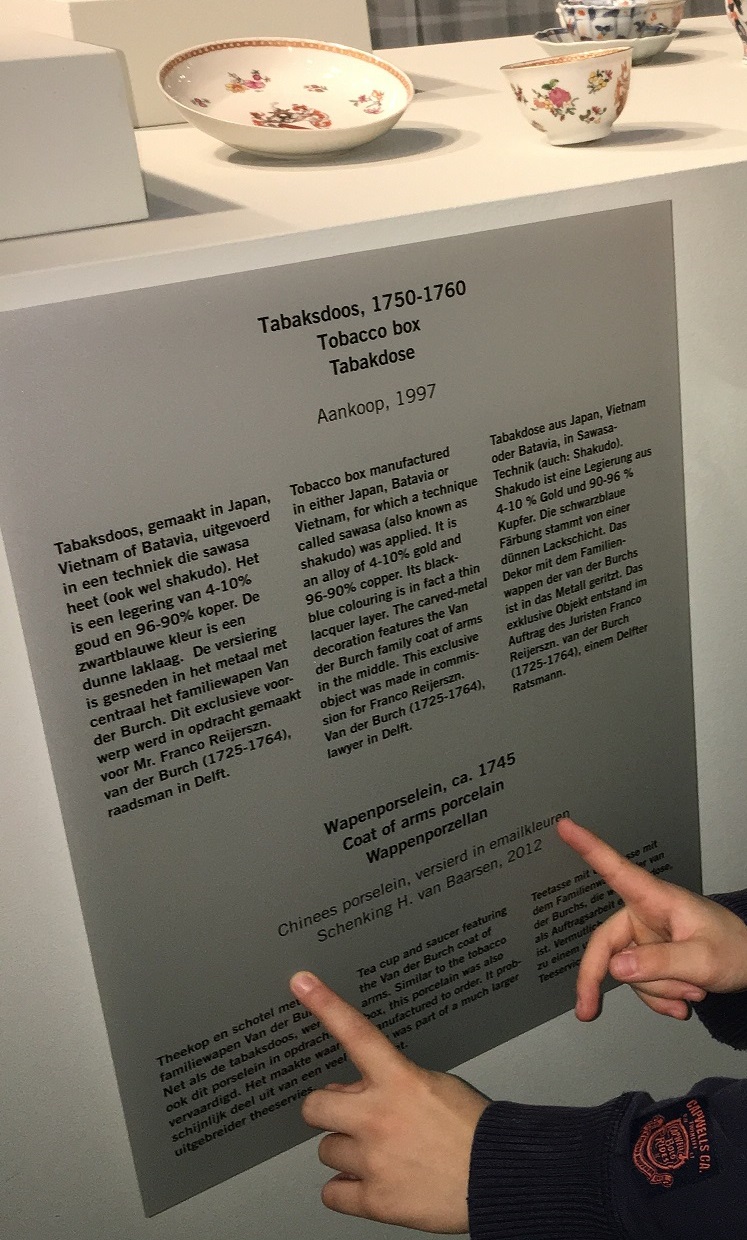 Tabaksdoos, 1750-1760
Tobacco box
Tabakdose
Aankoop, 1997
Tabaksdoos, gemaakt in Japan,
Vietnam of Batavia, uitgevoerd
in een techniek die sawasa
heet (ook wel shakudo). Het
is een legering van 4-10%
goud en 96-90% koper. De
zwartblauwe kleur is een
dunne laklaag. De versiering
is gesneden in het metaal met
centraal het familiewapen Van
der Burch. Dit exclusieve voor-
werp werd in opdracht gemaakt
voor Mr. Franco Reijerszn.
van der Burch (1725-1764),
raadsman in Delft.
Tobacco box manufactured
in either Japan, Batavia or
Vietnam, for which a technique
called sawasa (also known as
shakudo) was applied. It is
an alloy of 4-10% gold and
96-90% copper. Its black-
blue colouring is in fact a thin
lacquer layer. The carved-metal
decoration features the Van
der Burch family coat of arms
in the middle. This exclusive
object was made in commis-
sion for Franco Reijerszn.
Van der Burch (1725-1764),
lawyer in Delft.
Tabakdose aus Japan, Vietnam
oder Batavia, in Sawasa-
Technik (auch: Shakudo).
Shakudo ist eine Legierung aus
4-10 % Gold und 90-96 %
Kupfer. Die schwarzblaue
Färbung stammt von einer
dünnen Lackschicht. Das
Dekor mit dem Familien-
wappen der van der Burchs
ist in das Metall geritzt. Das
exklusive Objekt entstand im
Auftrag des Juristen Franco
Reijerszn. van der Burch
(1725-1764), einem Delfter
Ratsmann.
Wapenporselein, ca. 1745
Coat of arms porcelain
Wappenporzellan
Chinees porselein, versierd in emailkleuren
Schenking H. van Baarsen, 2012
Theekop en schotel met
familiewapen Van der
Net als de tabaksdoos,
ook dit porselein in opdracht
vervaardigd. Het maakte
schijnlijk deel uit van een veel
uitgebreider theeservies.
Tea cup and saucer featuring
the Van der Burch coat of
arms. Similar to the tobacco
this porcelain was also
to order. It prob-
was part of a much larger
Teetasse mit
dem
der Burchs, die
als Auftragsarbeit
ist.
zu einem
CAPWELLS CA.